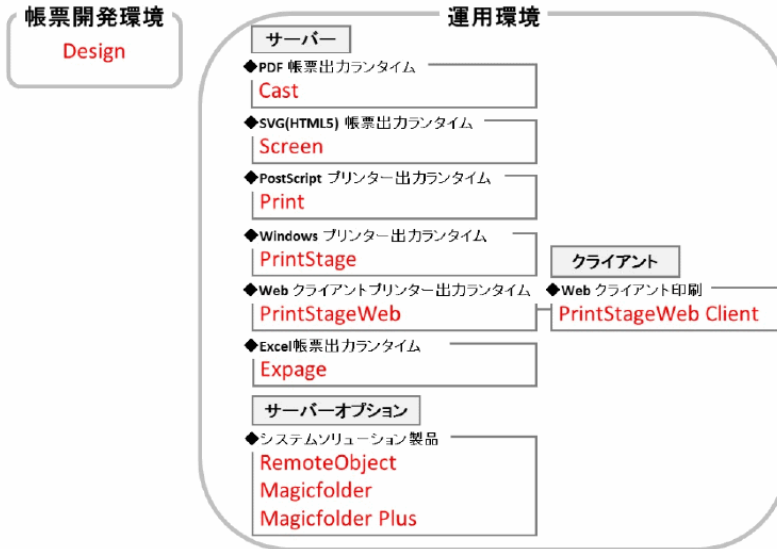 帳票開発環境
Design
運用環境
サーバー
◆PDF 帳票出力ランタイム
Cast
◆SVG(HTML5) 帳票出力ランタイム
Screen
◆PostScript プリンター出力ランタイム
Print
◆Windows プリンター出力ランタイム
PrintStage
◆Web クライアントプリンター出力ランタイム
PrintStageWeb
クライアント
◆Web クライアント印刷
PrintStageWeb Client
◆Excel帳票出力ランタイム
Expage
サーバーオプション
◆システムソリューション製品
RemoteObject
Magicfolder
Magicfolder Plus